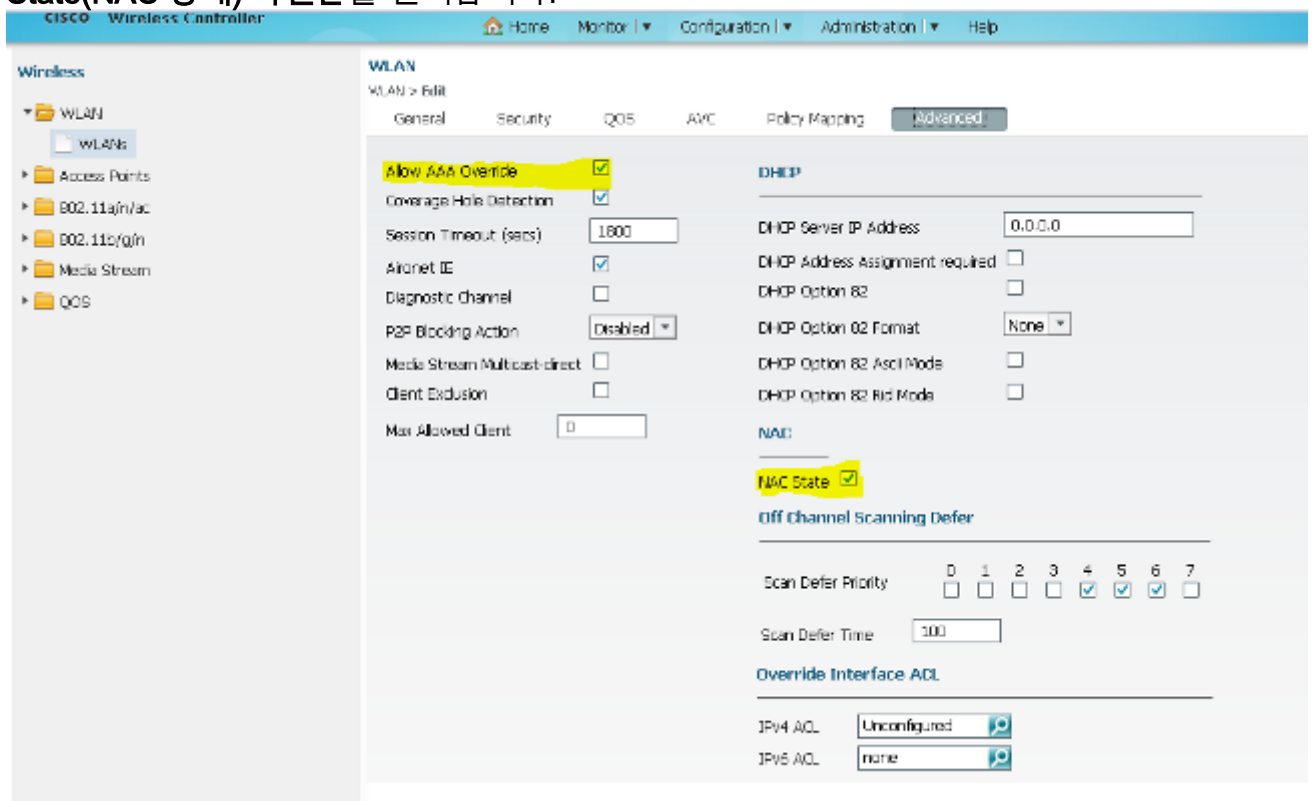 State(NAC
CISCO Wireless Controller
Home Monitor Configuration Administration Help
Wireless
WLAN
WLANs
Access Points
802.11a/n/ac
802.11b/g/n
Media Stream
QOS
WLAN
WLAN > Edit
General Security QOS AVC Policy Mapping Advanced
Allow AAA Override
Coverage Hole Detection
Session Timeout (secs) 1800
Aironet IE
Diagnostic Channel
P2P Blocking Action Disabled
Media Stream Multicast-direct
Client Exclusion
Max Allowed Client 0
DHCP
DHCP Server IP Address 0.0.0.0
DHCP Address Assignment required
DHCP Option 82
DHCP Option 82 Format None
DHCP Option 82 Ascii Mode
DHCP Option 82 Rid Mode
NAC
NAC State
Off Channel Scanning Defer
0 1 2 3 4 5 6 7
Scan Defer Priority
Scan Defer Time 100
Override Interface ACL
IPv4 ACL Unconfigured
IPv6 ACL none